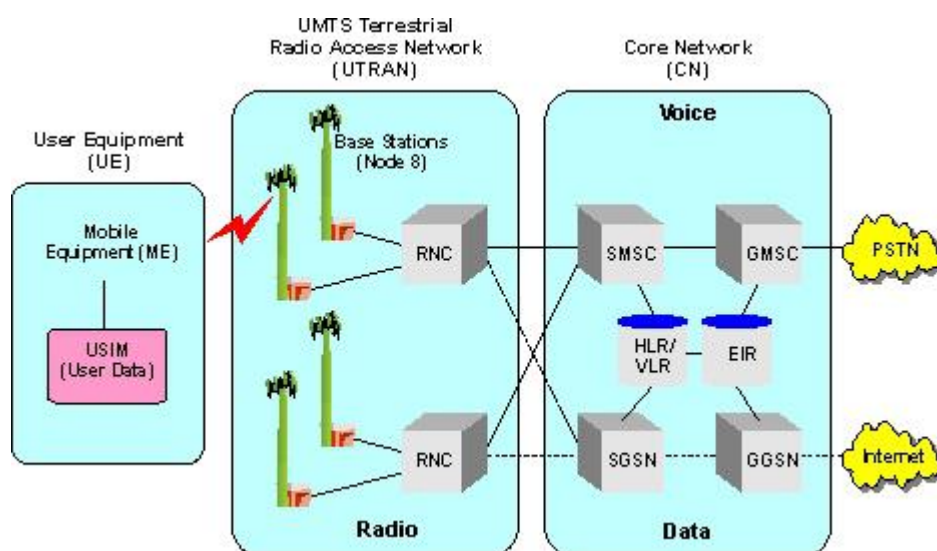 UMTS Terrestrial
Radio Access Network
(UTRAN)
Core Network
(CN)
User Equipment
(UE)
Mobile
Equipment (ME)
USIM
(User Data)
Base Stations
(Node 8)
RNC
RNC
Radio
Voice
SMSC
GMSC
HLR/
VLR
EIR
SGSN
GGSN
Data
PSTN
Internet